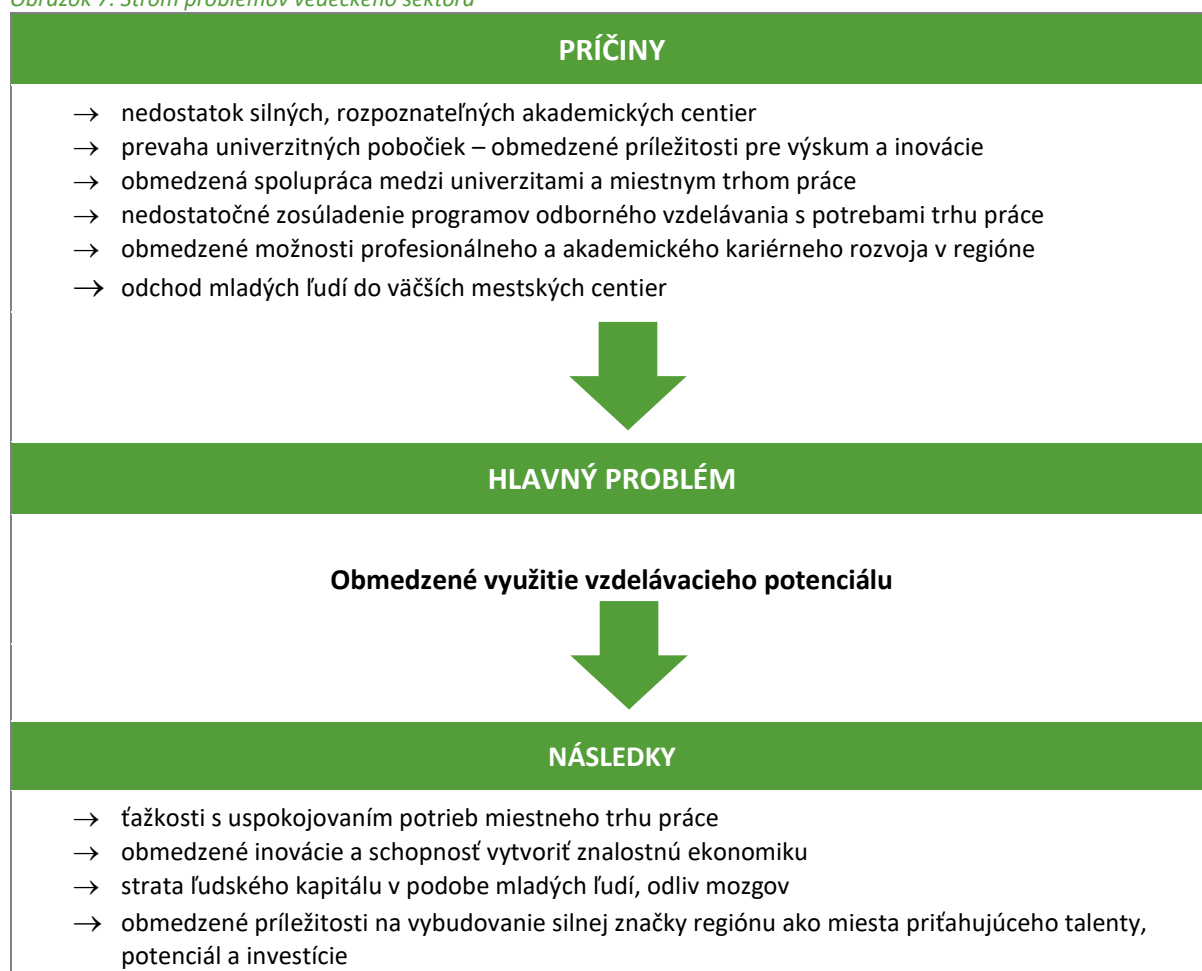 Obrázok 7. Strom problémov vedeckého sektora
PRÍČINY
→ nedostatok silných, rozpoznateľných akademických centier
→ prevaha univerzitných pobočiek – obmedzené príležitosti pre výskum a inovácie
→ obmedzená spolupráca medzi univerzitami a miestnym trhom práce
→ nedostatočné zosúladenie programov odborného vzdelávania s potrebami trhu práce
→ obmedzené možnosti profesionálneho a akademického kariérneho rozvoja v regióne
→ odchod mladých ľudí do väčších mestských centier
HLAVNÝ PROBLÉM
Obmedzené využitie vzdelávacieho potenciálu
NÁSLEDKY
→ ťažkosti s uspokojovaním potrieb miestneho trhu práce
→ obmedzené inovácie a schopnosť vytvoriť znalostnú ekonomiku
→ strata ľudského kapitálu v podobe mladých ľudí, odliv mozgov
→ obmedzené príležitosti na vybudovanie silnej značky regiónu ako miesta priťahujúceho talenty,
potenciál a investície